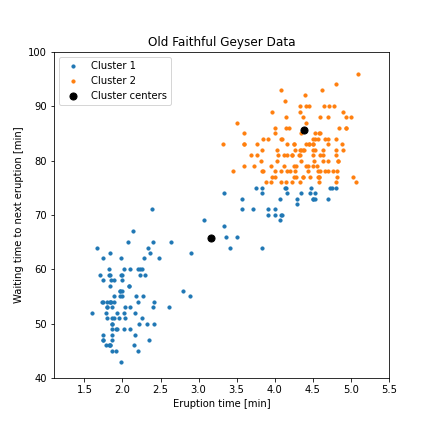 Old Faithful Geyser Data
Cluster 1
Cluster 2
Cluster centers
Waiting time to next eruption [min]
100
90
80
70
60
50
40
1.5 2.0 2.5 3.0 3.5 4.0 4.5 5.0 5.5
Eruption time [min]